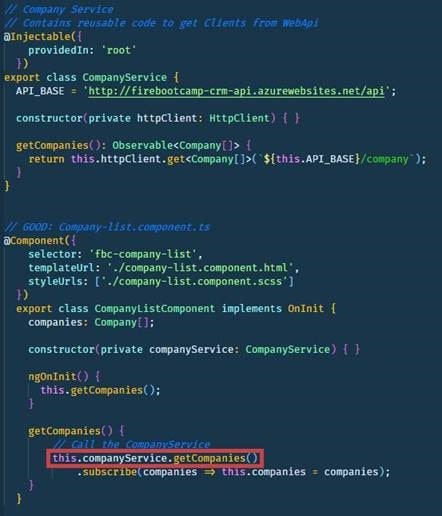 // Company Service
// Contains reusable code to get Clients from WebApi
@Injectable({
providedIn: 'root'
})
export class CompanyService {
API_BASE = 'http://firebootcamp-crm-api.azurewebsites.net/api';
constructor(private httpClient: HttpClient) { }
getCompanies(): Observable<Company[]> {
return this.httpClient.get<Company[]>(`${this.API_BASE}/company`);
}
}
// GOOD: Company-list.component.ts
@Component({
selector: 'fbc-company-list',
templateUrl: './company-list.component.html',
styleUrls: ['./company-list.component.scss']
})
export class CompanyListComponent implements OnInit {
companies: Company[];
constructor(private companyService: CompanyService) { }
ngOnInit() {
this.getCompanies();
}
getCompanies() {
// Call the CompanyService
this.companyService.getCompanies()
.subscribe(companies => this.companies = companies);
}
}